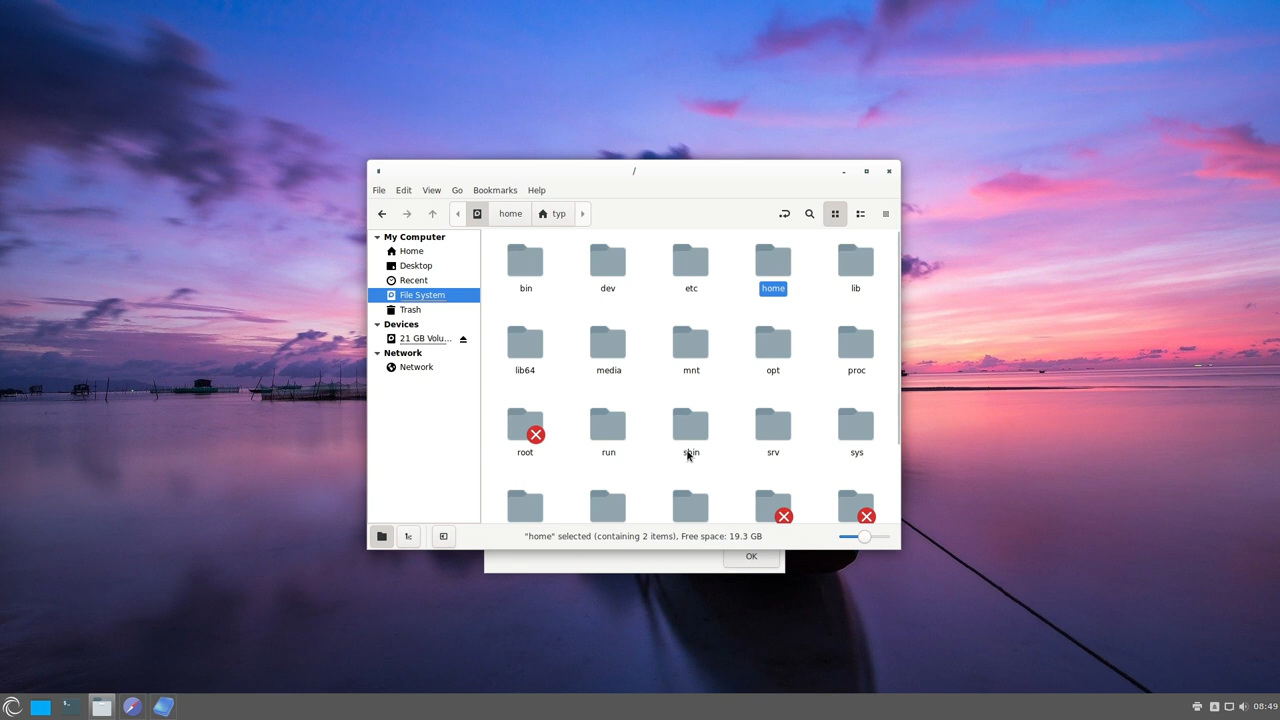 /
File Edit View Go Bookmarks Help
home typ
My Computer
Home
Desktop
Recent
File System
Trash
Devices
21 GB Volu...
Network
Network
bin dev etc home lib
lib64 media mnt opt proc
root run sbin srv sys
"home" selected (containing 2 items), Free space: 19.3 GB
OK
08:49